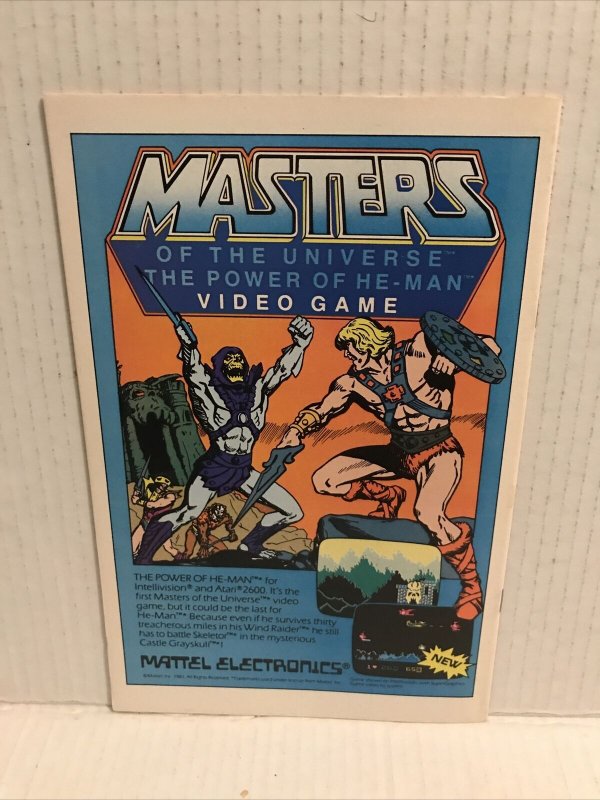 MASTERS
OF THE UNIVERSE™
THE POWER OF HE-MAN™
VIDEO GAME
THE POWER OF HE-MAN™* for
Intellivision® and Atari® 2600. It's the
first Masters of the Universe™* video
game, but it could be the last for
He-Man™* Because even if he survives thirty
treacherous miles in his Wind Raider™* he still
has to battle Skeletor™* in the mysterious
Castle Grayskull™*!
MATTEL ELECTRONICS®
NEW
All Rights Reserved.